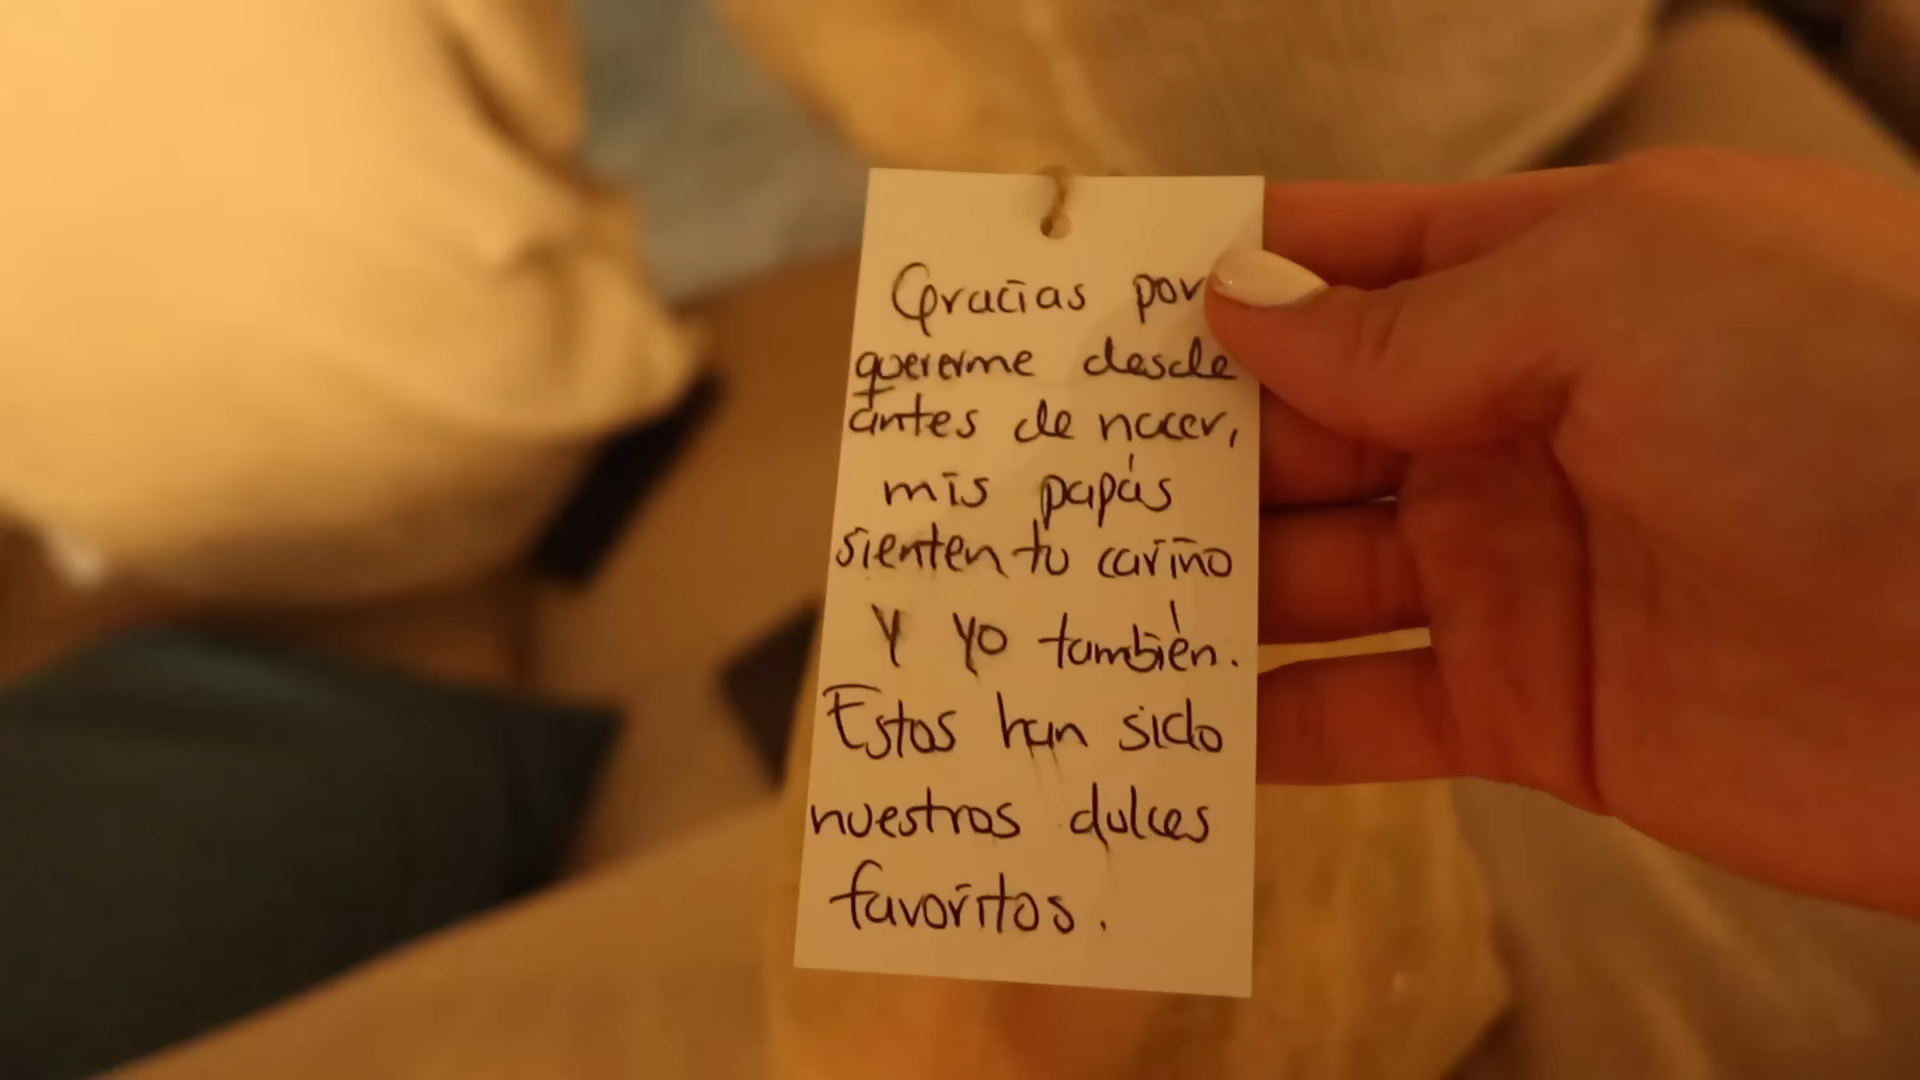 Gracias por
quererme desde
antes de nacer,
mis papás
sienten tu cariño
Y yo también.
Estos han sido
nuestros dulces
favoritos.